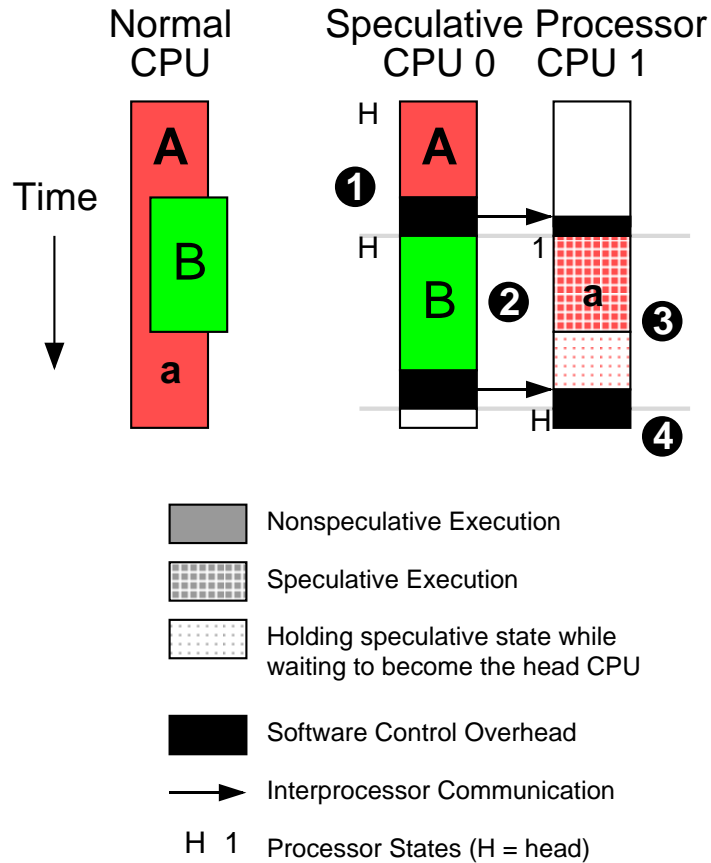 Normal
CPU
Speculative Processor
CPU 0 CPU 1
Time
A
B
a
H
A
1
H
B
2
1
a
3
H
4
Nonspeculative Execution
Speculative Execution
Holding speculative state while
waiting to become the head CPU
Software Control Overhead
Interprocessor Communication
H 1 Processor States (H = head)